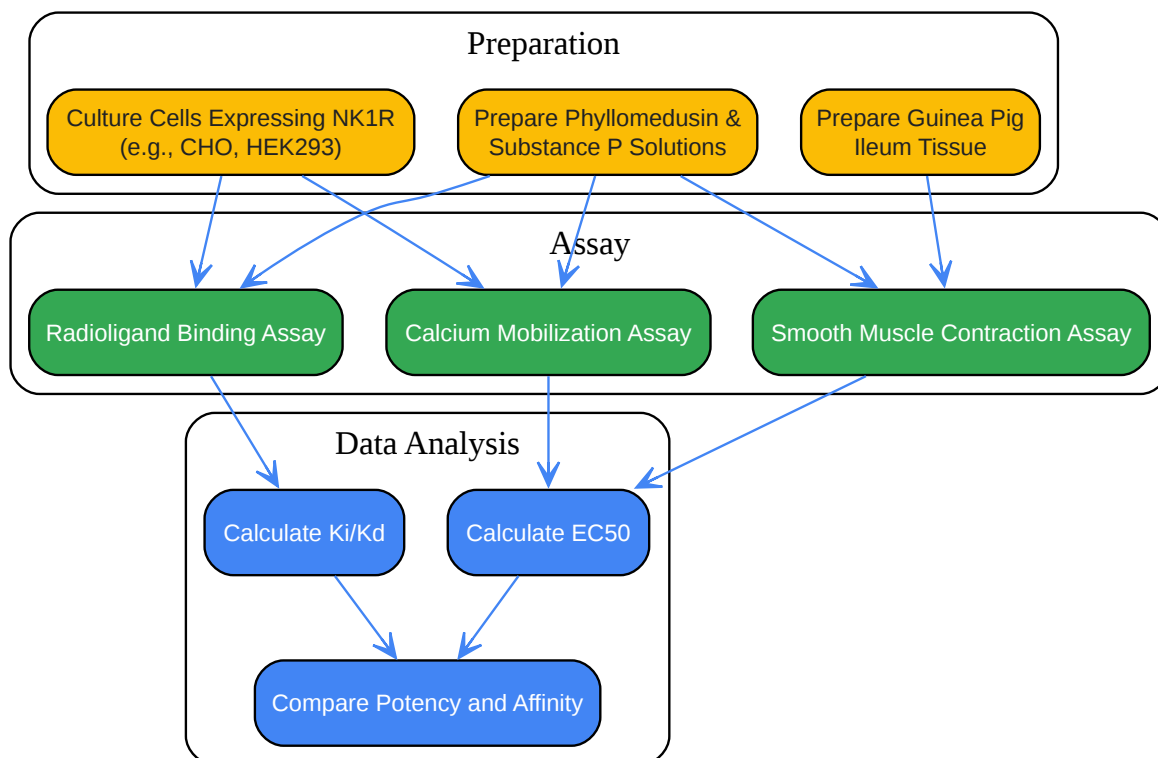 Preparation
Culture Cells Expressing NK1R
(e.g., CHO, HEK293)
Prepare Phyllomedusin &
Substance P Solutions
Prepare Guinea Pig
Ileum Tissue
Assay
Radioligand Binding Assay
Calcium Mobilization Assay
Smooth Muscle Contraction Assay
Data Analysis
Calculate Ki/Kd
Calculate EC50
Compare Potency and Affinity